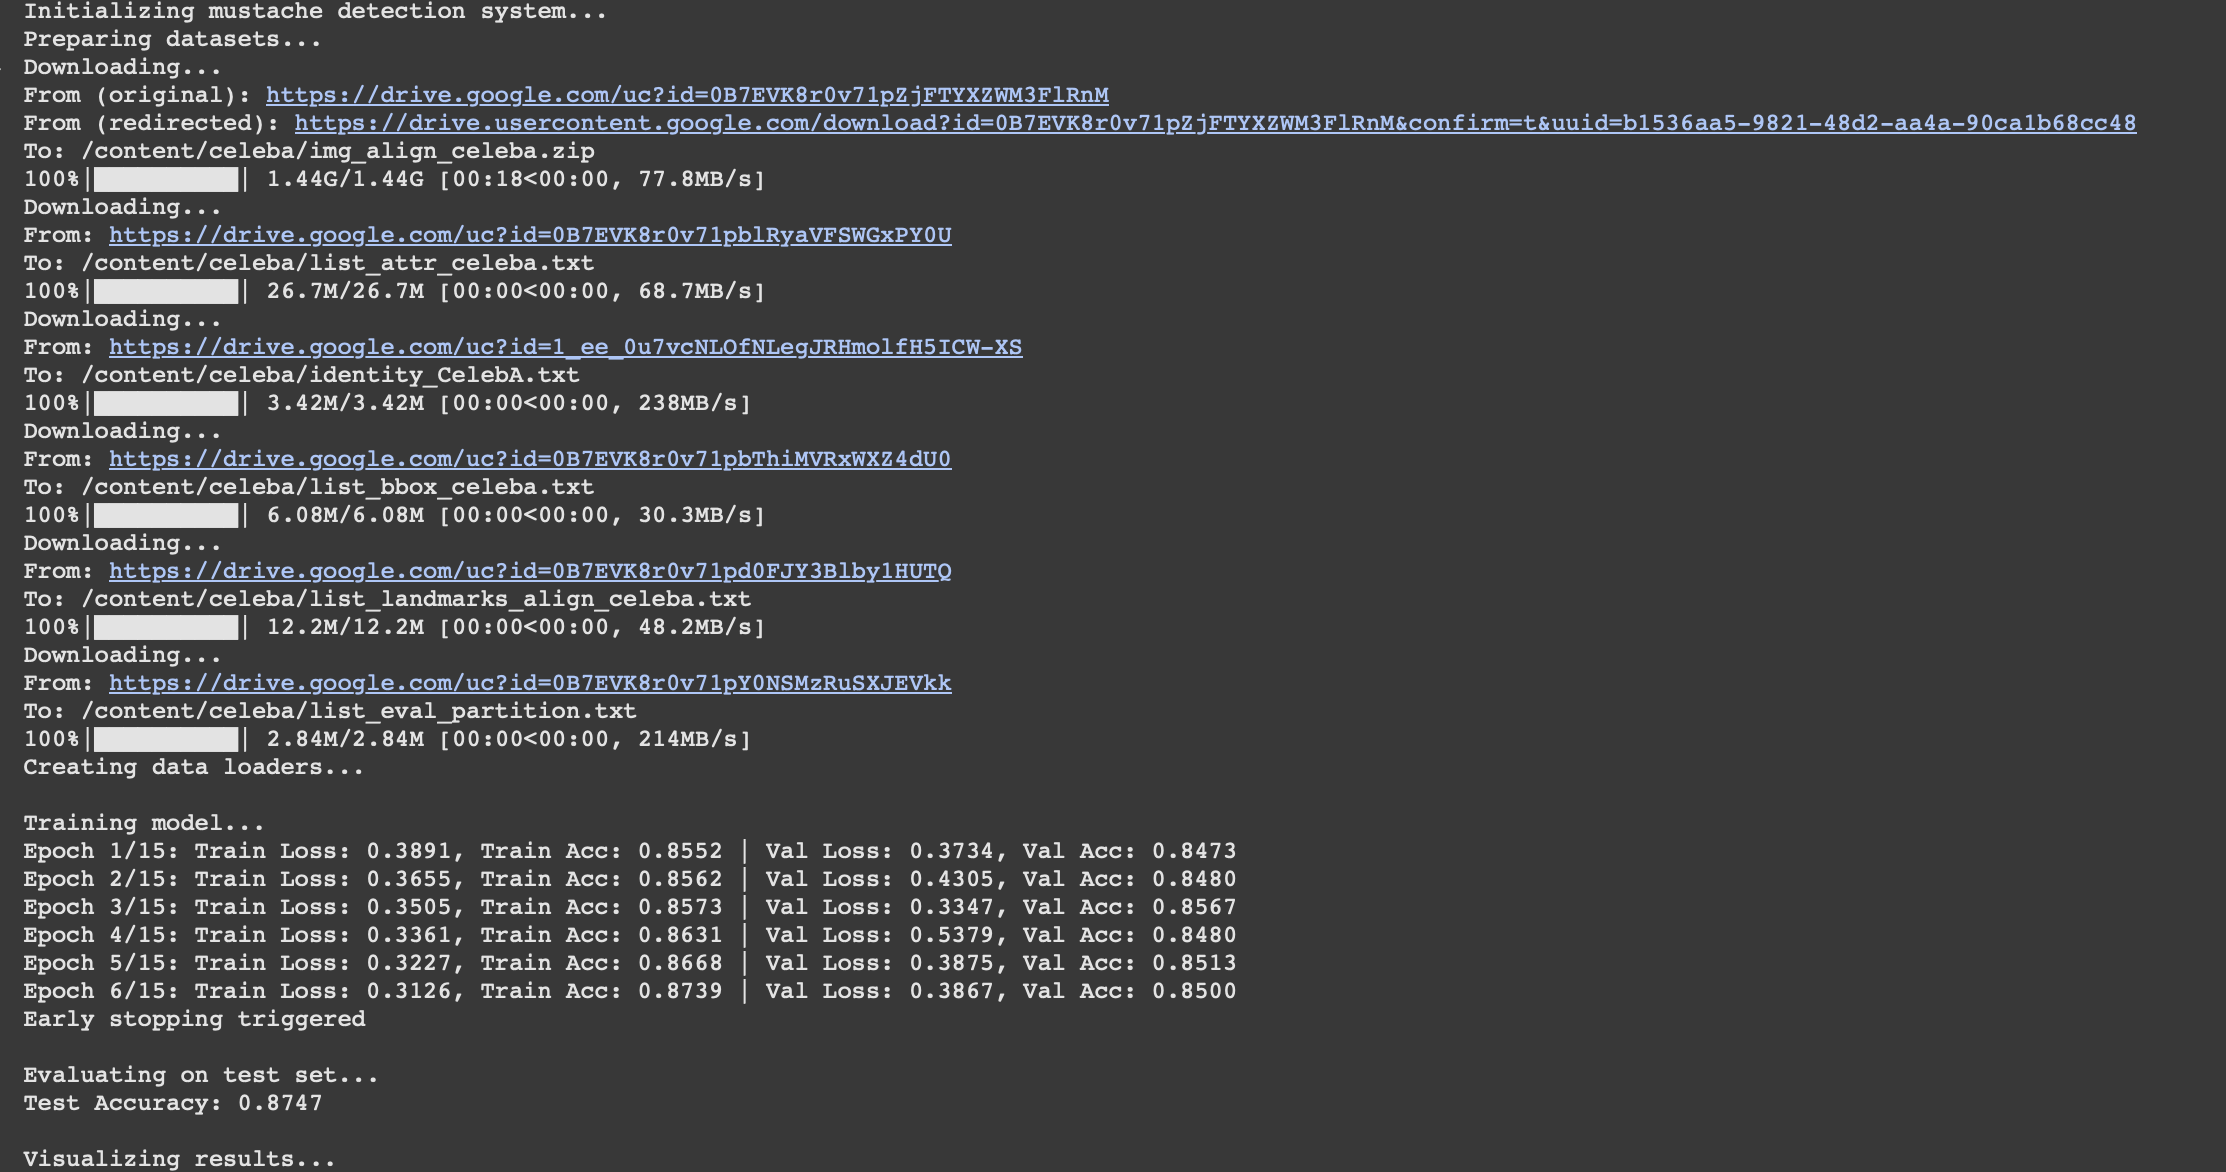 Initializing mustache detection system...
Preparing datasets...
Downloading...
From (original): https://drive.google.com/uc?id=0B7EVK8r0v71pZjFTYXZWM3FlRnM
From (redirected): https://drive.usercontent.google.com/download?id=0B7EVK8r0v71pZjFTYXZWM3FlRnM&confirm=t&uuid=b1536aa5-9821-48d2-aa4a-90ca1b68cc48
To: /content/celeba/img_align_celeba.zip
100%|██████████| 1.44G/1.44G [00:18<00:00, 77.8MB/s]
Downloading...
From: https://drive.google.com/uc?id=0B7EVK8r0v71pblRyaVFSWGxPY0U
To: /content/celeba/list_attr_celeba.txt
100%|██████████| 26.7M/26.7M [00:00<00:00, 68.7MB/s]
Downloading...
From: https://drive.google.com/uc?id=1_ee_0u7vcNLOfNLegJRHmolfH5ICW-XS
To: /content/celeba/identity_CelebA.txt
100%|██████████| 3.42M/3.42M [00:00<00:00, 238MB/s]
Downloading...
From: https://drive.google.com/uc?id=0B7EVK8r0v71pbThiMVRxWXZ4dU0
To: /content/celeba/list_bbox_celeba.txt
100%|██████████| 6.08M/6.08M [00:00<00:00, 30.3MB/s]
Downloading...
From: https://drive.google.com/uc?id=0B7EVK8r0v71pd0FJY3Blby1HUTQ
To: /content/celeba/list_landmarks_align_celeba.txt
100%|██████████| 12.2M/12.2M [00:00<00:00, 48.2MB/s]
Downloading...
From: https://drive.google.com/uc?id=0B7EVK8r0v71pY0NSMzRuSXJEVkk
To: /content/celeba/list_eval_partition.txt
100%|██████████| 2.84M/2.84M [00:00<00:00, 214MB/s]
Creating data loaders...

Training model...
Epoch 1/15: Train Loss: 0.3891, Train Acc: 0.8552 | Val Loss: 0.3734, Val Acc: 0.8473
Epoch 2/15: Train Loss: 0.3655, Train Acc: 0.8562 | Val Loss: 0.4305, Val Acc: 0.8480
Epoch 3/15: Train Loss: 0.3505, Train Acc: 0.8573 | Val Loss: 0.3347, Val Acc: 0.8567
Epoch 4/15: Train Loss: 0.3361, Train Acc: 0.8631 | Val Loss: 0.5379, Val Acc: 0.8480
Epoch 5/15: Train Loss: 0.3227, Train Acc: 0.8668 | Val Loss: 0.3875, Val Acc: 0.8513
Epoch 6/15: Train Loss: 0.3126, Train Acc: 0.8739 | Val Loss: 0.3867, Val Acc: 0.8500
Early stopping triggered

Evaluating on test set...
Test Accuracy: 0.8747

Visualizing results...